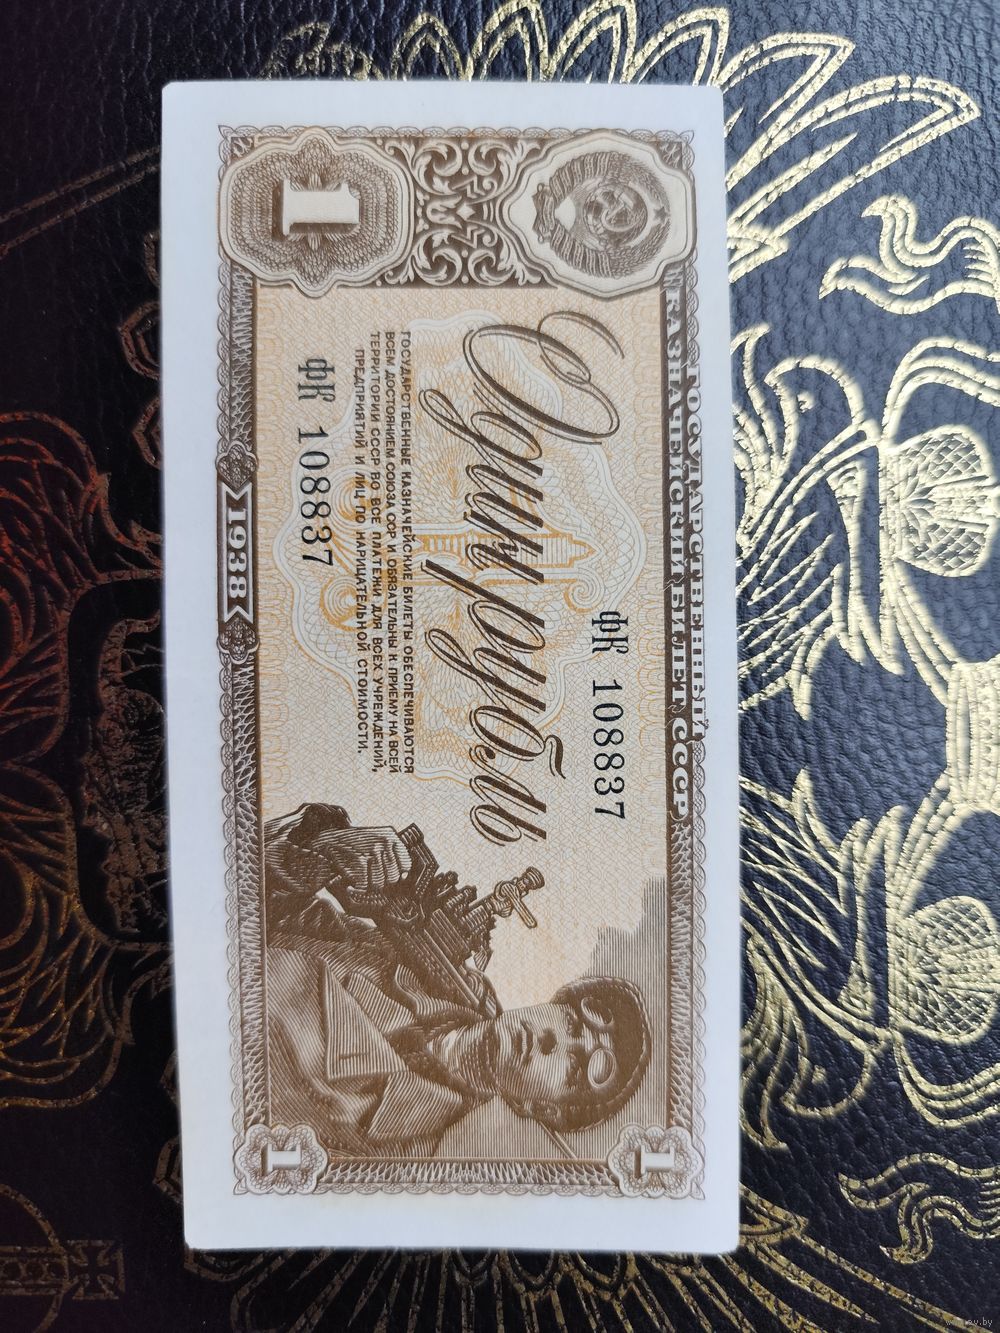 ГОСУДАРСТВЕННЫЙ
КАЗНАЧЕЙСКИЙ БИЛЕТ СССР
фК 108837
Один рубль
ГОСУДАРСТВЕННЫЕ КАЗНАЧЕЙСКИЕ БИЛЕТЫ ОБЕСПЕЧИВАЮТСЯ
ВСЕМ ДОСТОЯНИЕМ СОЮЗА ССР И ОБЯЗАТЕЛЬНЫ К ПРИЕМУ НА ВСЕЙ
ТЕРРИТОРИИ СССР ВО ВСЕ ПЛАТЕЖИ ДЛЯ ВСЕХ УЧРЕЖДЕНИЙ,
ПРЕДПРИЯТИЙ И ЛИЦ ПО НАРИЦАТЕЛЬНОЙ СТОИМОСТИ.
фК 108837
1
1938
1
1